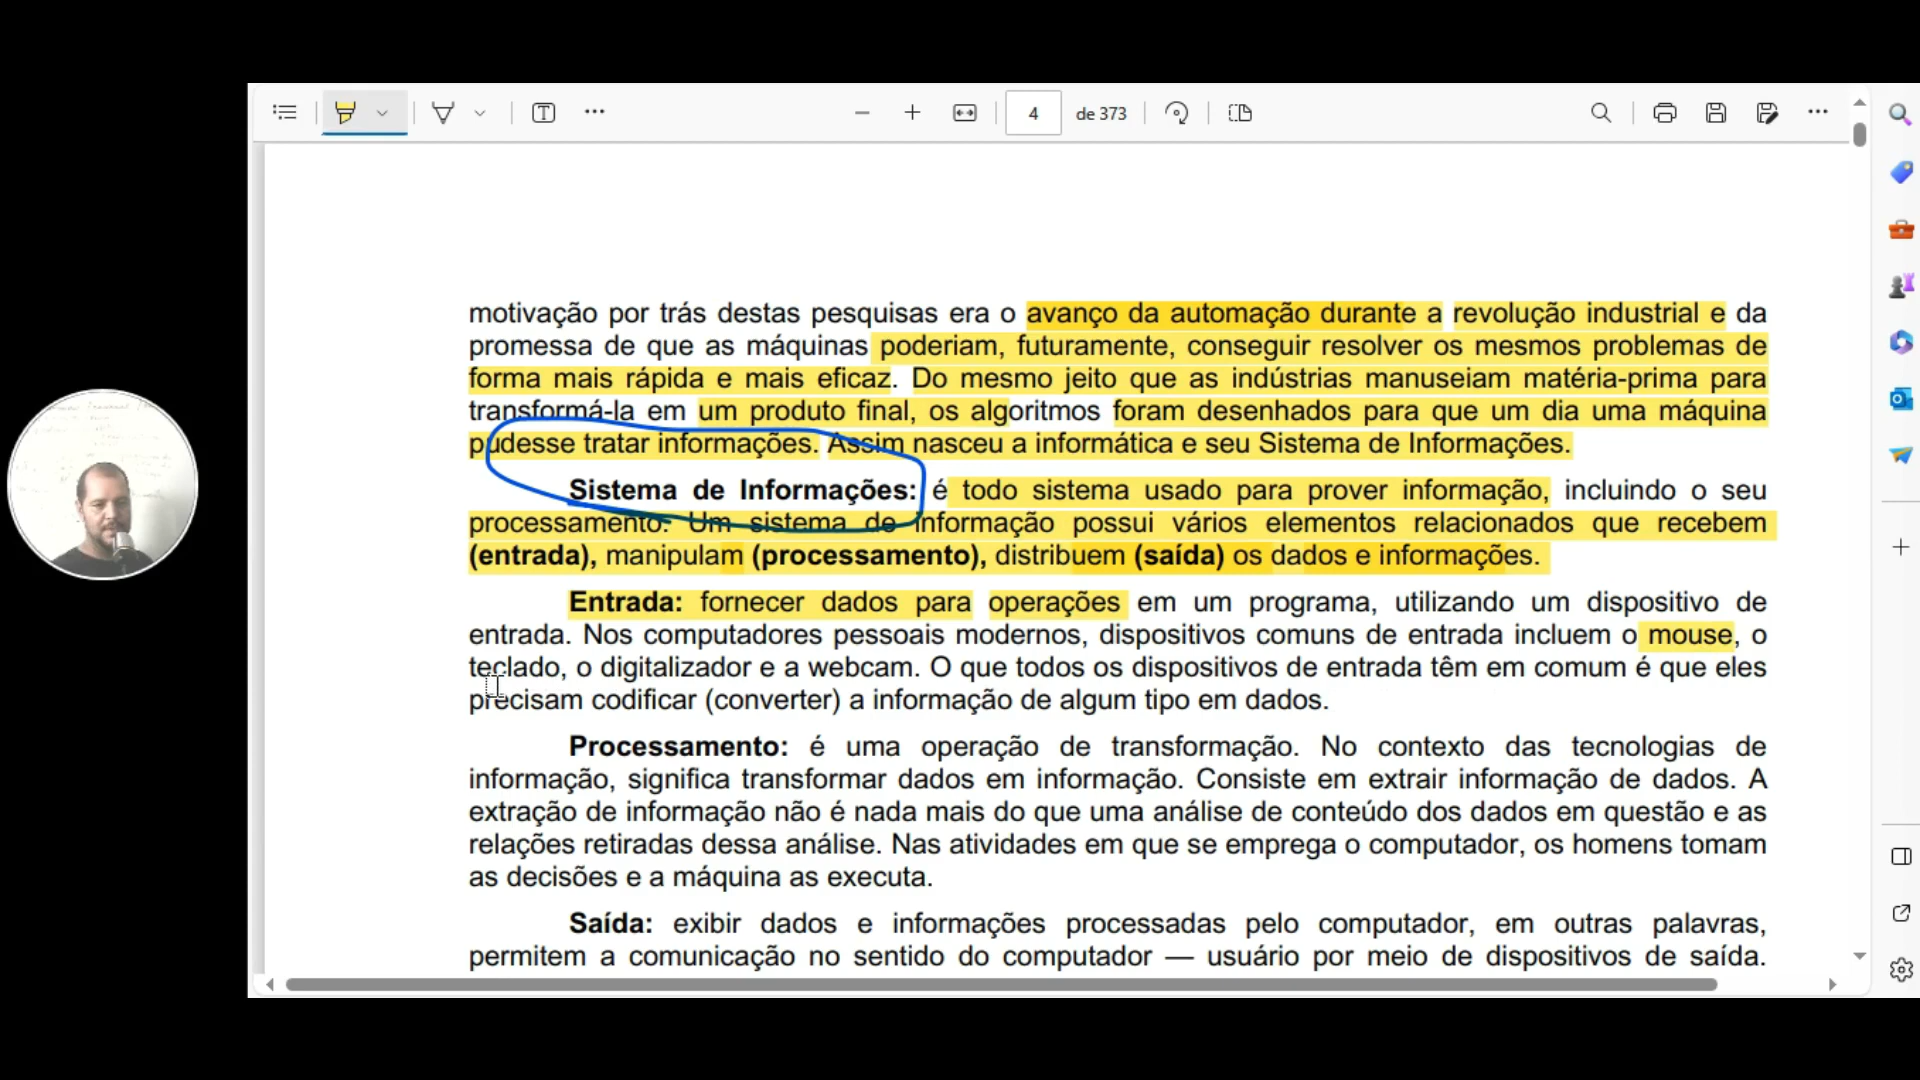 4 de 373
motivação por trás destas pesquisas era o avanço da automação durante a revolução industrial e da
promessa de que as máquinas poderiam, futuramente, conseguir resolver os mesmos problemas de
forma mais rápida e mais eficaz. Do mesmo jeito que as indústrias manuseiam matéria-prima para
transformá-la em um produto final, os algoritmos foram desenhados para que um dia uma máquina
pudesse tratar informações. Assim nasceu a informática e seu Sistema de Informações.
Sistema de Informações: é todo sistema usado para prover informação, incluindo o seu
processamento. Um sistema de informação possui vários elementos relacionados que recebem
(entrada), manipulam (processamento), distribuem (saída) os dados e informações.
Entrada: fornecer dados para operações em um programa, utilizando um dispositivo de
entrada. Nos computadores pessoais modernos, dispositivos comuns de entrada incluem o mouse, o
teclado, o digitalizador e a webcam. O que todos os dispositivos de entrada têm em comum é que eles
precisam codificar (converter) a informação de algum tipo em dados.
Processamento: é uma operação de transformação. No contexto das tecnologias de
informação, significa transformar dados em informação. Consiste em extrair informação de dados. A
extração de informação não é nada mais do que uma análise de conteúdo dos dados em questão e as
relações retiradas dessa análise. Nas atividades em que se emprega o computador, os homens tomam
as decisões e a máquina as executa.
Saída: exibir dados e informações processadas pelo computador, em outras palavras,
permitem a comunicação no sentido do computador — usuário por meio de dispositivos de saída.